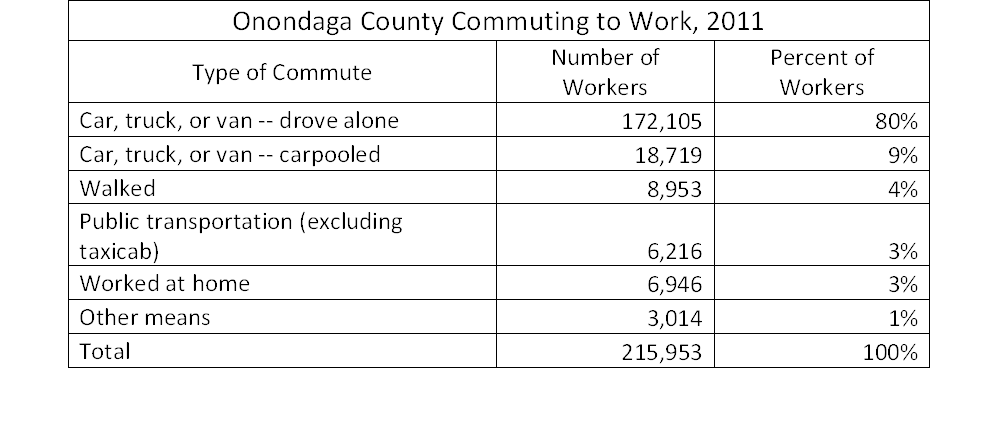 Onondaga County Commuting to Work, 2011
Type of Commute Number of Workers Percent of Workers
Car, truck, or van -- drove alone 172,105 80%
Car, truck, or van -- carpooled 18,719 9%
Walked 8,953 4%
Public transportation (excluding
taxicab) 6,216 3%
Worked at home 6,946 3%
Other means 3,014 1%
Total 215,953 100%